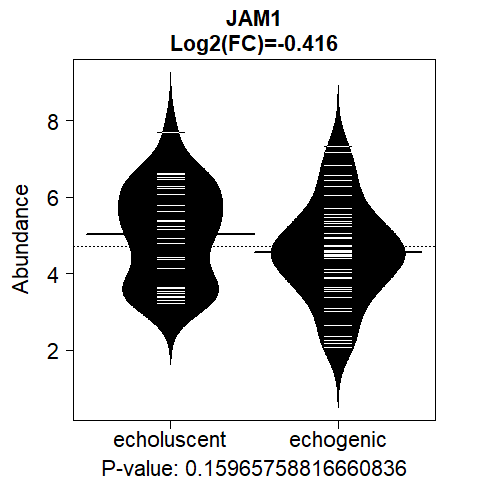 JAM1
Log2(FC)=-0.416
Abundance
8
6
4
2
echoluscent echogenic
P-value: 0.15965758816660836